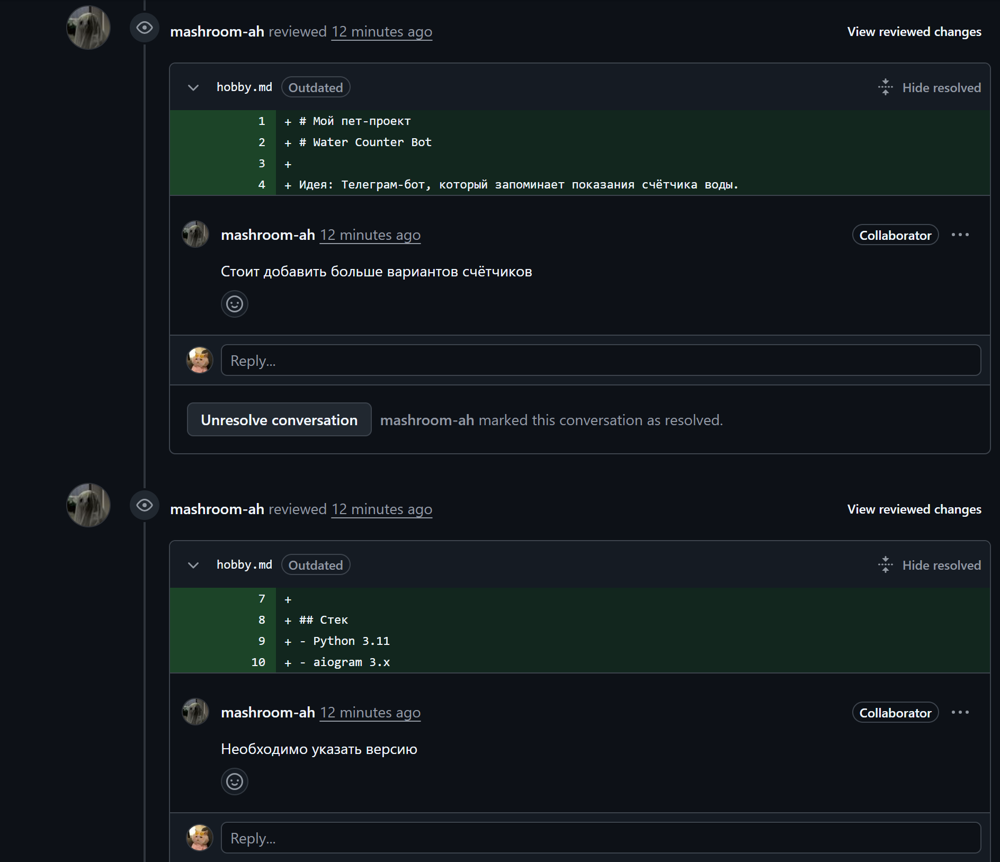 mashroom-ah reviewed 12 minutes ago View reviewed changes
hobby.md Outdated Hide resolved
1 + # Мой пет-проект
2 + # Water Counter Bot
3 +
4 + Идея: Телеграм-бот, который запоминает показания счётчика воды.
mashroom-ah 12 minutes ago Collaborator
Стоит добавить больше вариантов счётчиков
Reply...
Unresolve conversation mashroom-ah marked this conversation as resolved.
mashroom-ah reviewed 12 minutes ago View reviewed changes
hobby.md Outdated Hide resolved
7 +
8 + ## Стек
9 + - Python 3.11
10 + - aiogram 3.x
mashroom-ah 12 minutes ago Collaborator
Необходимо указать версию
Reply...